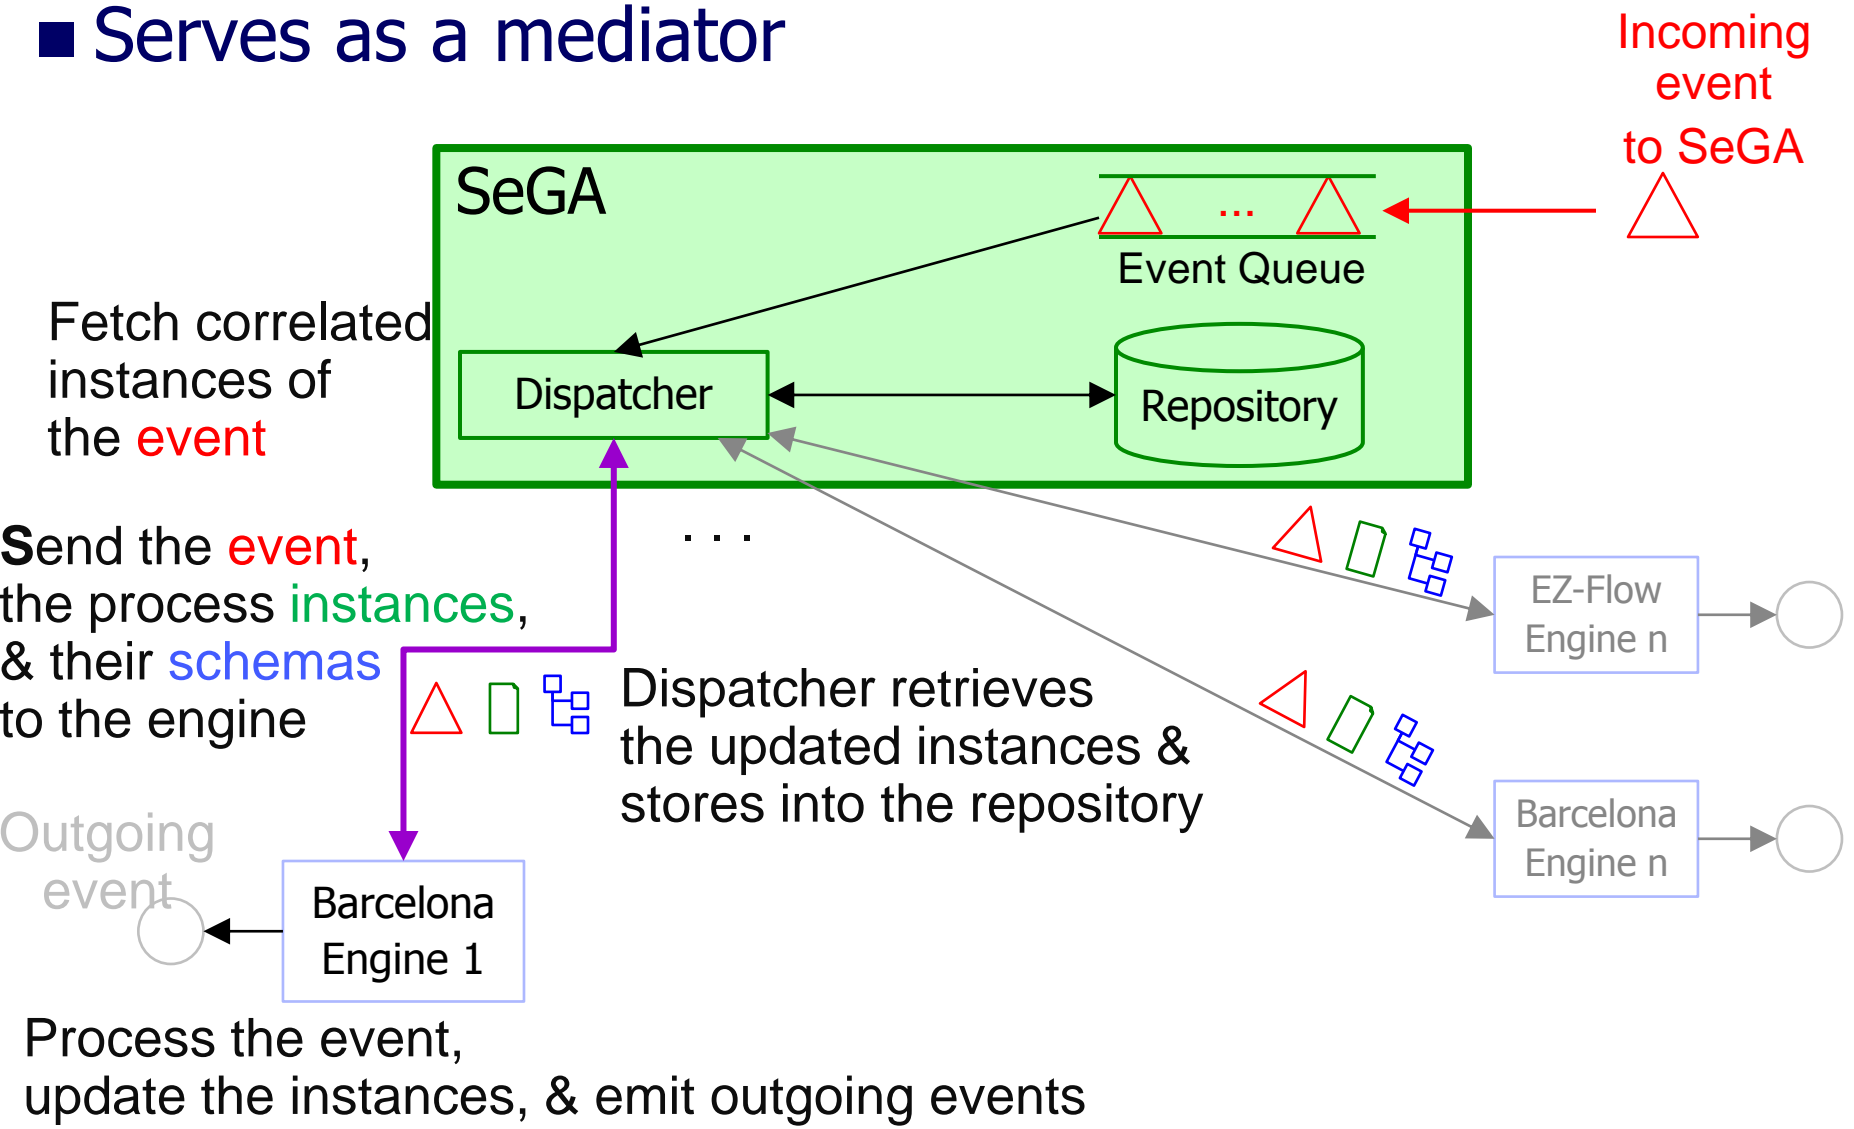 Serves as a mediator
Incoming
event
to SeGA
SeGA
...
Event Queue
Fetch correlated
instances of
the event
Dispatcher
Repository
Send the event,
the process instances,
& their schemas
to the engine
. . .
EZ-Flow
Engine n
Dispatcher retrieves
the updated instances &
stores into the repository
Barcelona
Engine n
Outgoing
event
Barcelona
Engine 1
Process the event,
update the instances, & emit outgoing events